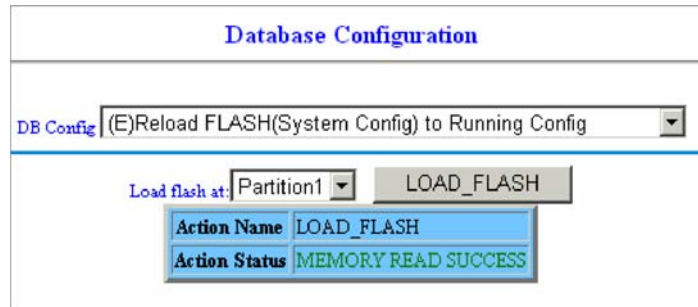 Database Configuration
DB Config (E)Reload FLASH(System Config) to Running Config
Load flash at: Partition1 LOAD_FLASH
Action Name LOAD_FLASH
Action Status MEMORY READ SUCCESS